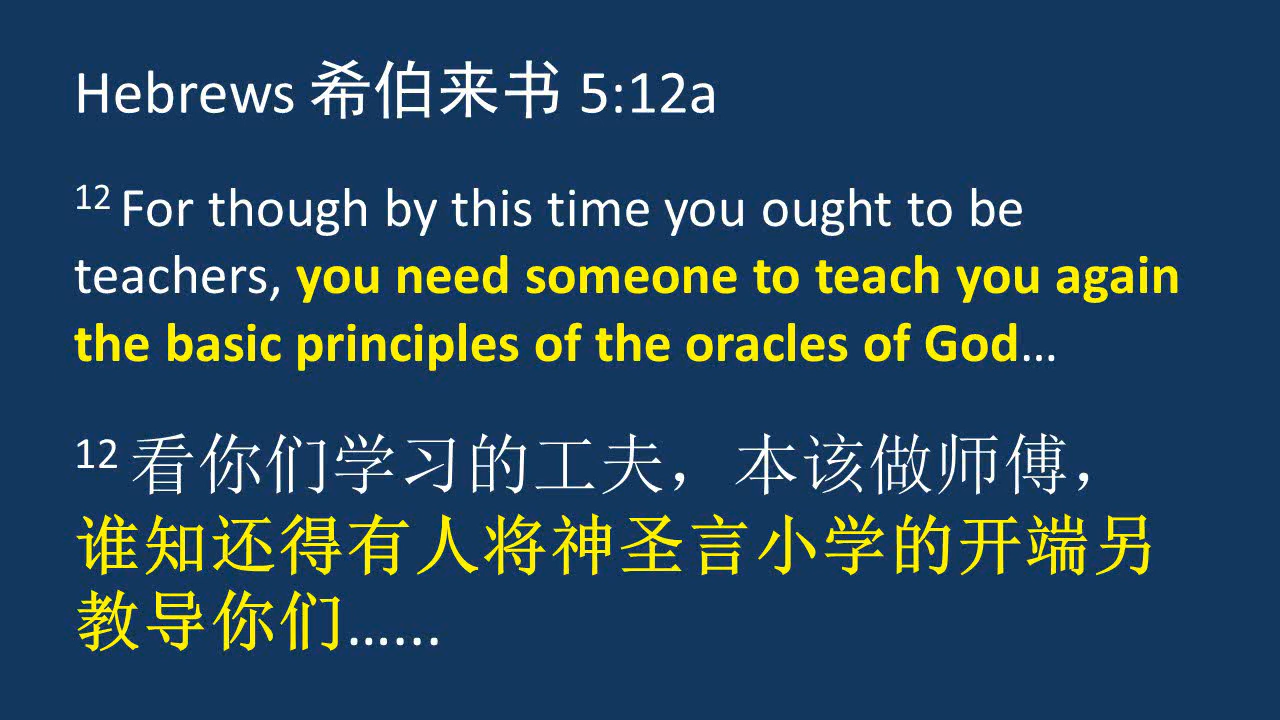 Hebrews 希伯来书 5:12a
12 For though by this time you ought to be
teachers, you need someone to teach you again
the basic principles of the oracles of God…
12 看你们学习的工夫，本该做师傅，
谁知还得有人将神圣言小学的开端另
教导你们……